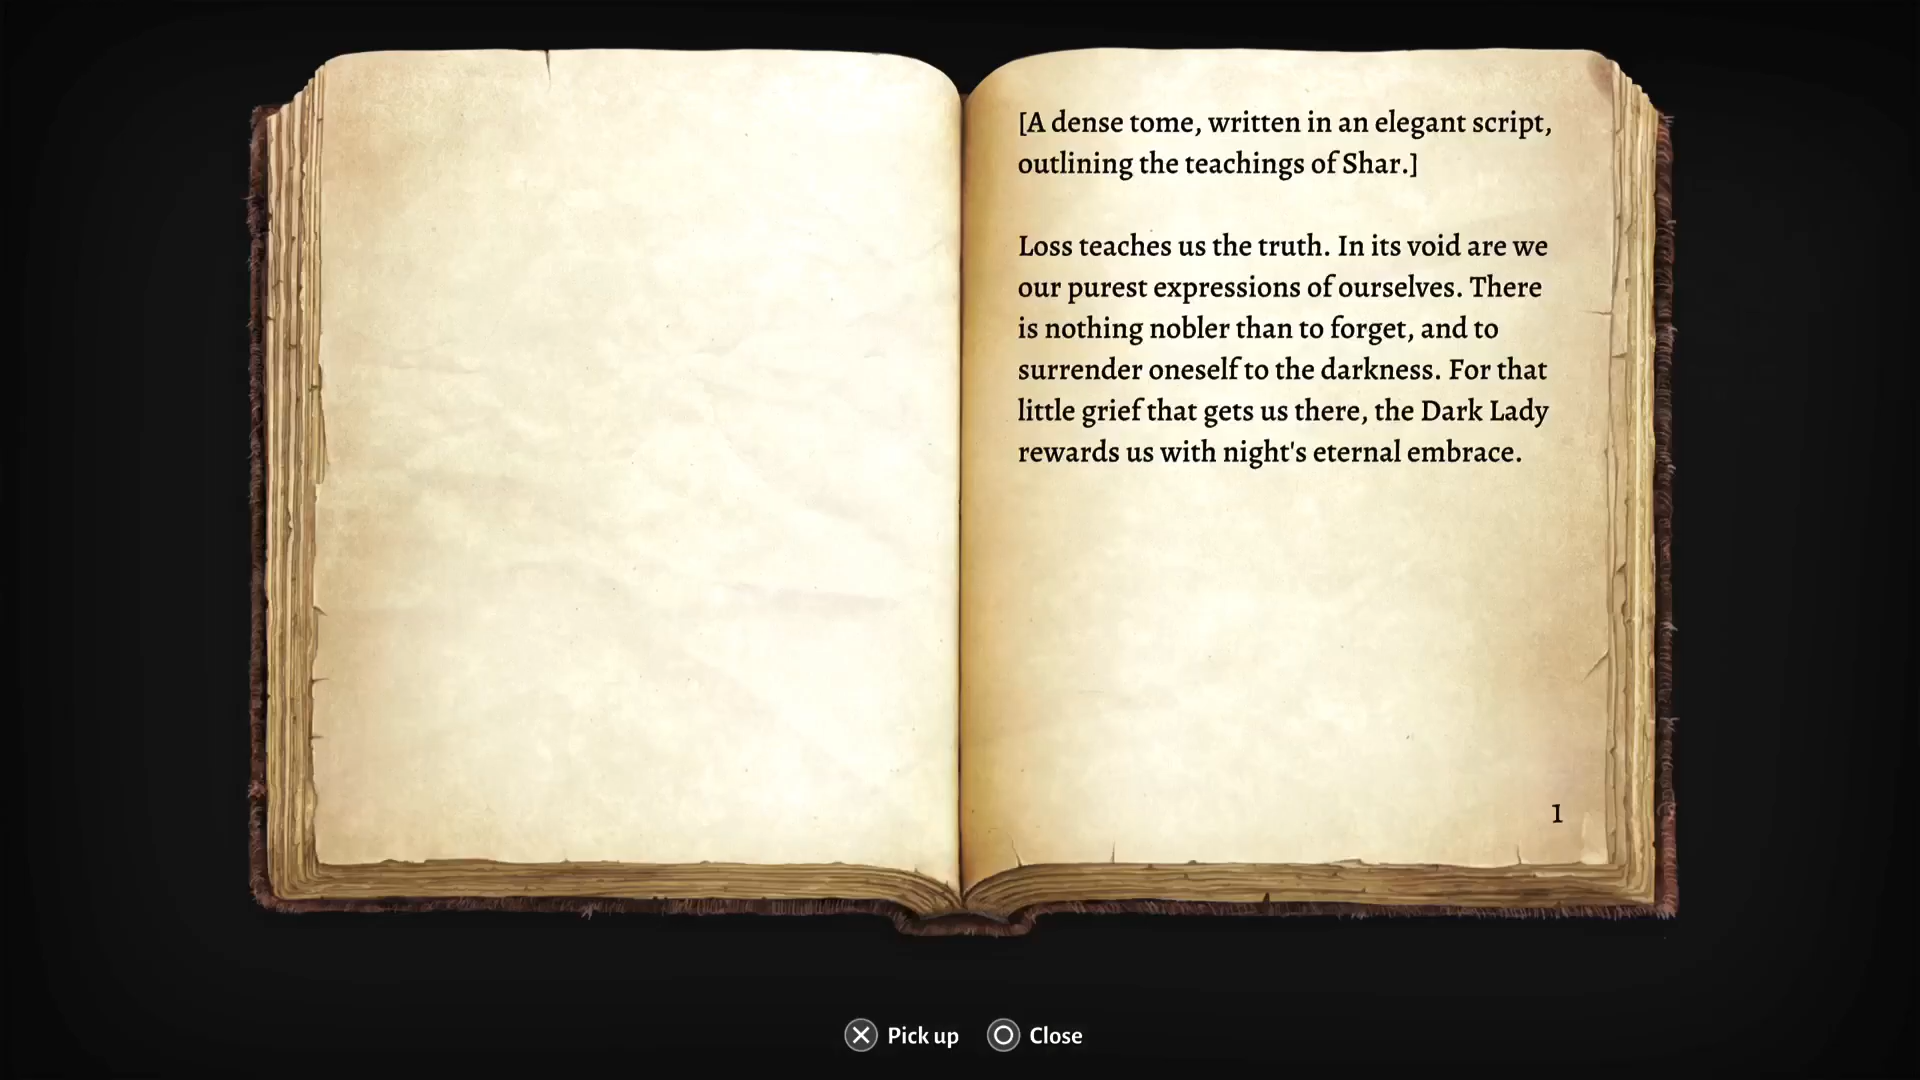 [A dense tome, written in an elegant script,
outlining the teachings of Shar.]
Loss teaches us the truth. In its void are we
our purest expressions of ourselves. There
is nothing nobler than to forget, and to
surrender oneself to the darkness. For that
little grief that gets us there, the Dark Lady
rewards us with night's eternal embrace.
1
Pick up
Close